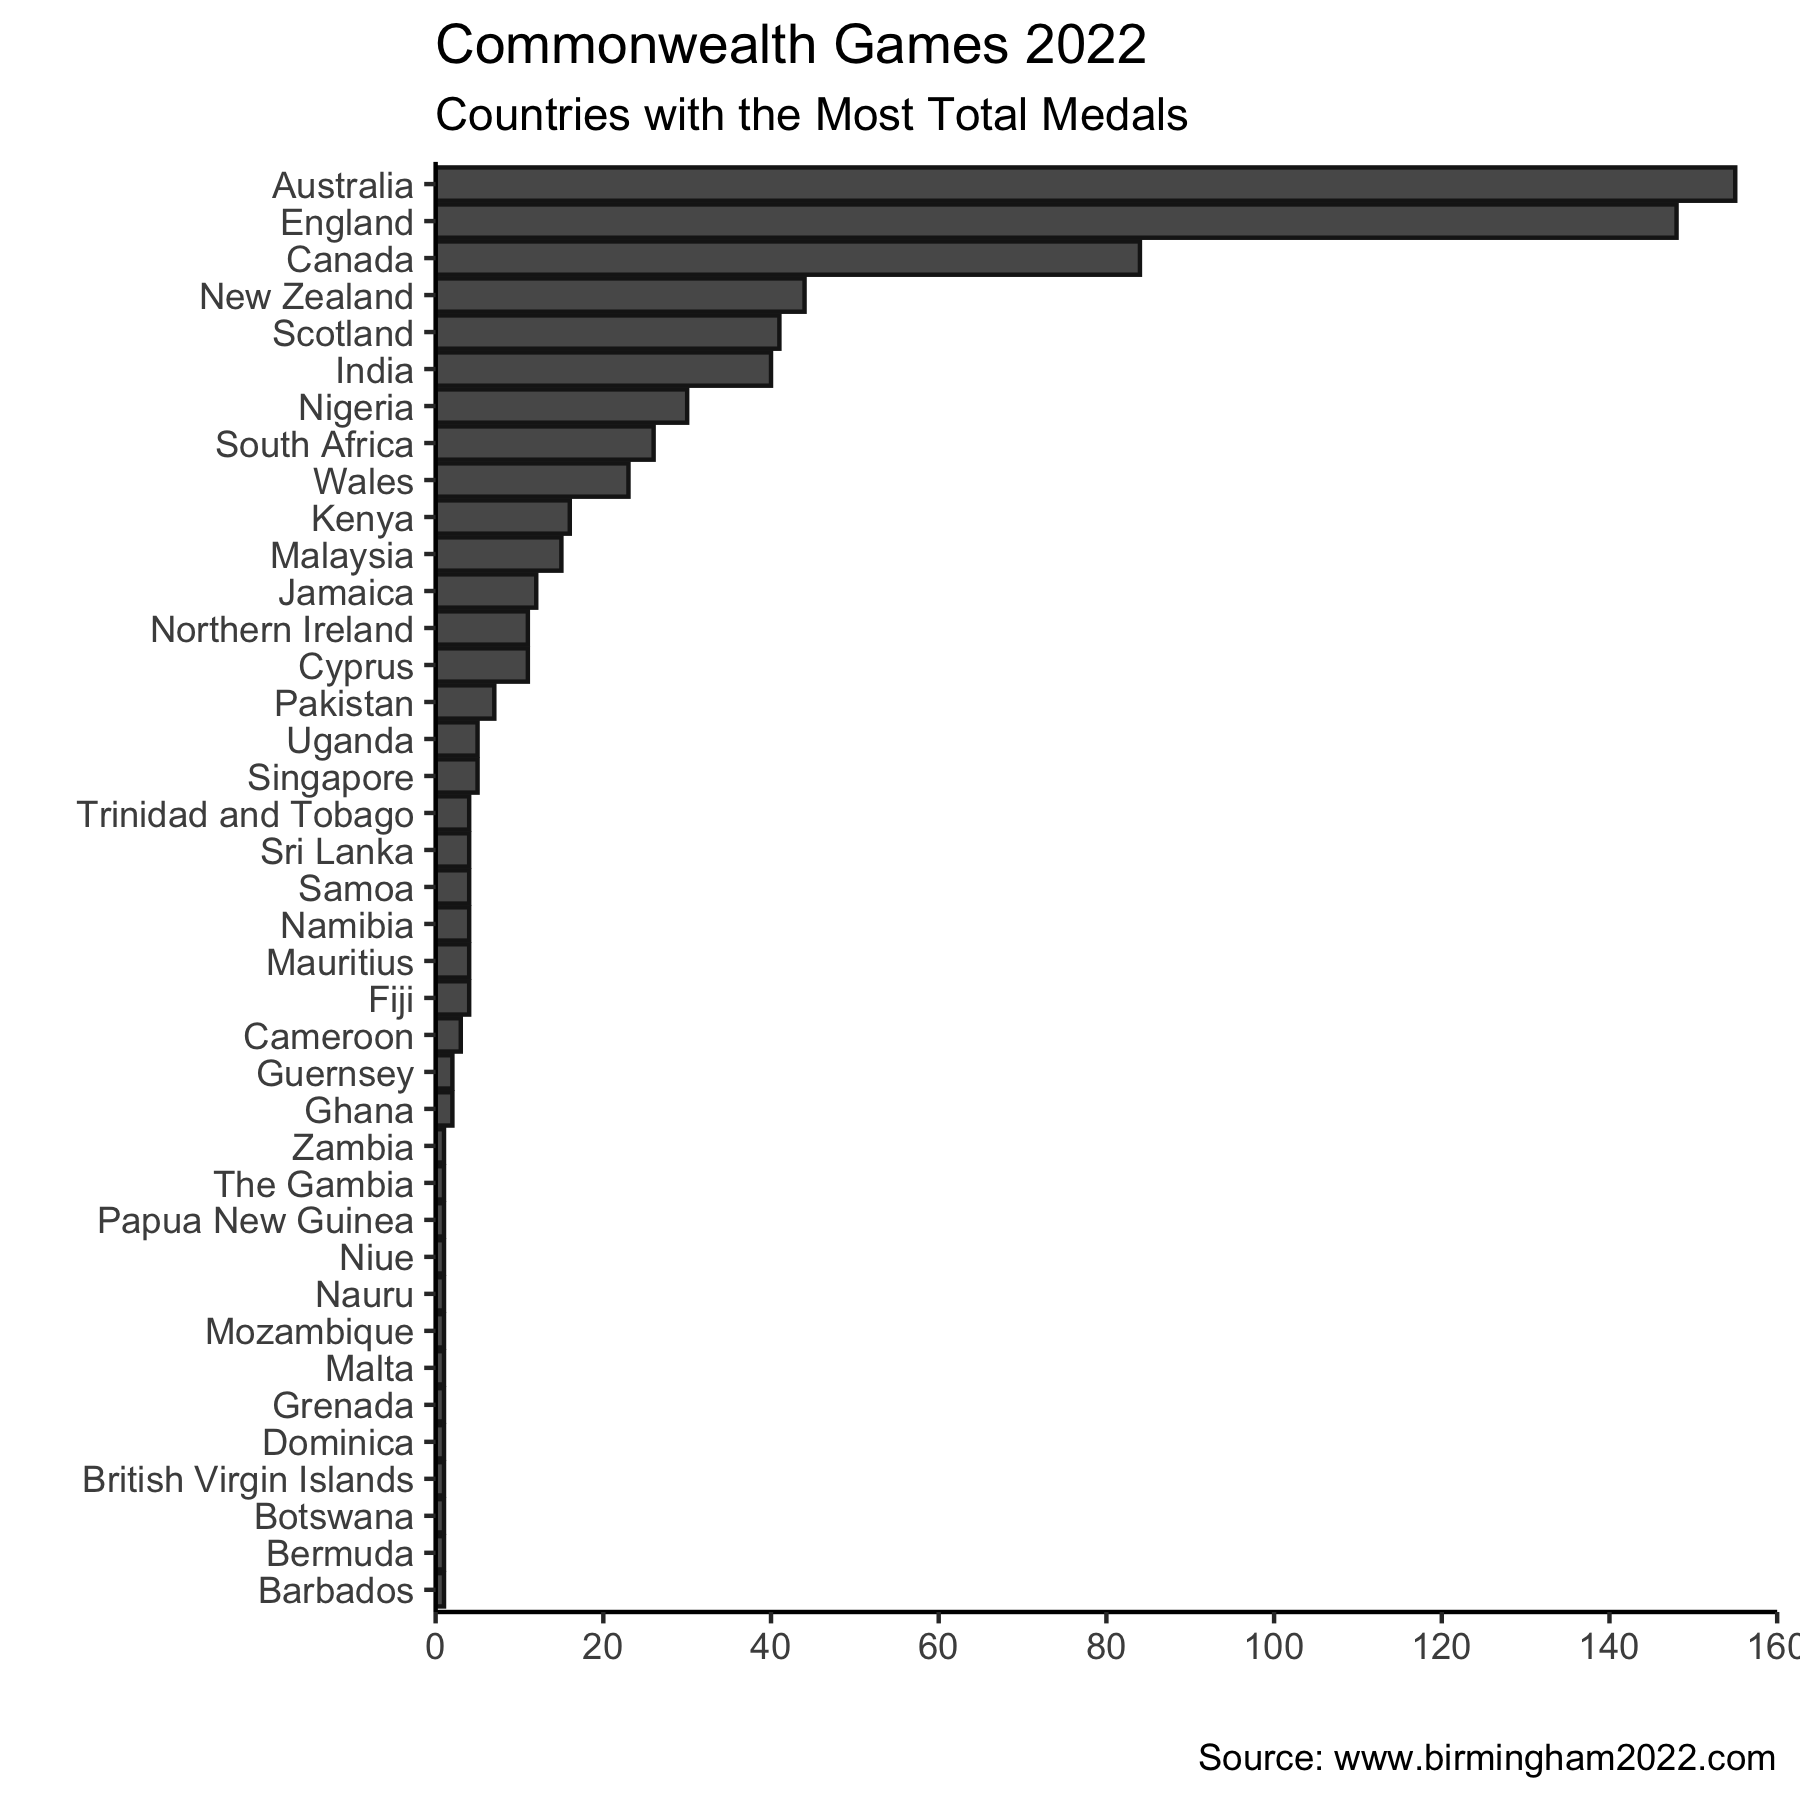 Commonwealth Games 2022
Countries with the Most Total Medals
Australia
England
Canada
New Zealand
Scotland
India
Nigeria
South Africa
Wales
Kenya
Malaysia
Jamaica
Northern Ireland
Cyprus
Pakistan
Uganda
Singapore
Trinidad and Tobago
Sri Lanka
Samoa
Namibia
Mauritius
Fiji
Cameroon
Guernsey
Ghana
Zambia
The Gambia
Papua New Guinea
Niue
Nauru
Mozambique
Malta
Grenada
Dominica
British Virgin Islands
Botswana
Bermuda
Barbados
0 20 40 60 80 100 120 140 160
Source: www.birmingham2022.com